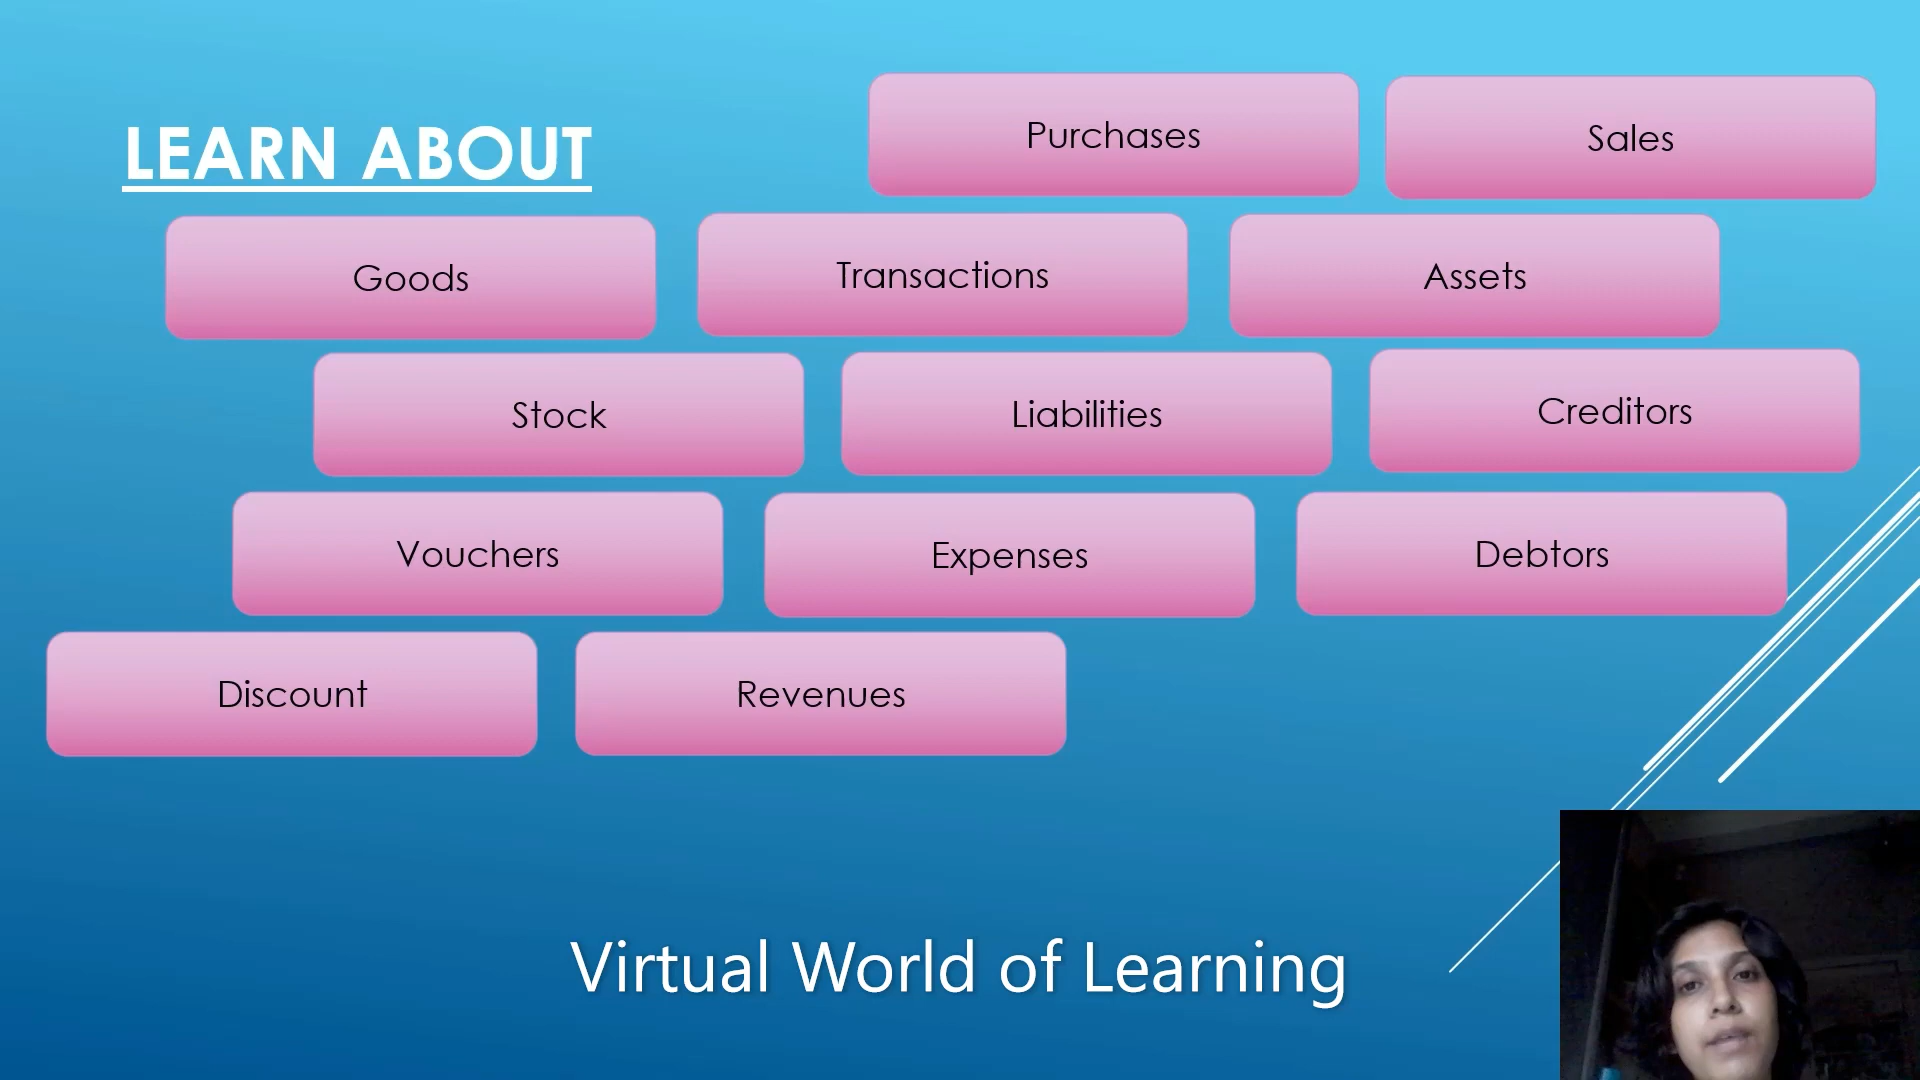 LEARN ABOUT
Purchases
Sales
Goods
Transactions
Assets
Stock
Liabilities
Creditors
Vouchers
Expenses
Debtors
Discount
Revenues
Virtual World of Learning